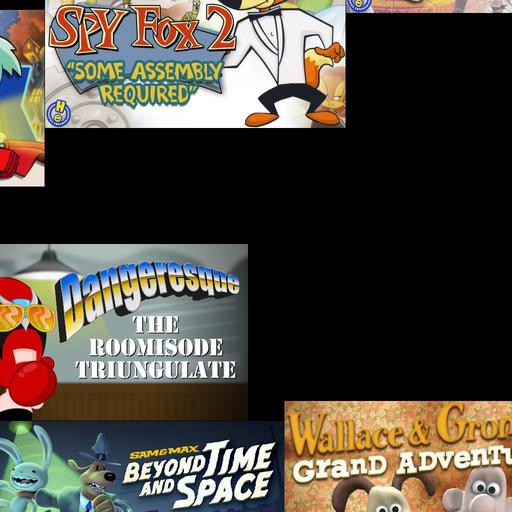 SPY FOX 2
"SOME ASSEMBLY
REQUIRED"
Dangeresque
THE
ROOMISODE
TRIUNGULATE
SAM & MAX
BEYOND TIME
AND SPACE
Wallace & Grom
GRAND ADVENTU